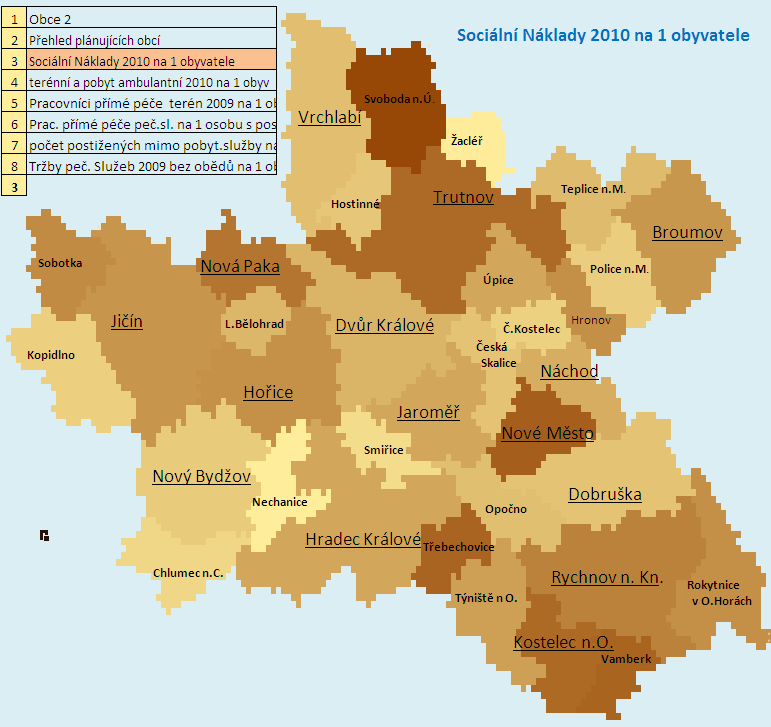 1 Obce 2
2 Přehled plánujících obcí
3 Sociální Náklady 2010 na 1 obyvatele
4 terénní a pobyt ambulantní 2010 na 1 obyv
5 Pracovníci přímé péče terén 2009 na 1 ob
6 Prac. přímé péče peč.sl. na 1 osobu s pos
7 počet postižených mimo pobyt.služby na
8 Tržby peč. Služeb 2009 bez obědů na 1 ob
3
Sociální Náklady 2010 na 1 obyvatele
Svoboda n.Ú.
Vrchlabí
Žacléř
Hostinné
Trutnov
Teplice n.M.
Broumov
Sobotka
Nová Paka
Police n.M.
Úpice
Jičín
L.Bělohrad
Dvůr Králové
Č.Kostelec
Hronov
Kopidlno
Česká
Skalice
Náchod
Hořice
Jaroměř
Nové Město
Smiřice
Nový Bydžov
Nechanice
Dobruška
Opočno
Hradec Králové
Třebechovice
Chlumec n.C.
Rychnov n. Kn.
Rokytnice
v O.Horách
Týniště n O.
Kostelec n.O.
Vamberk